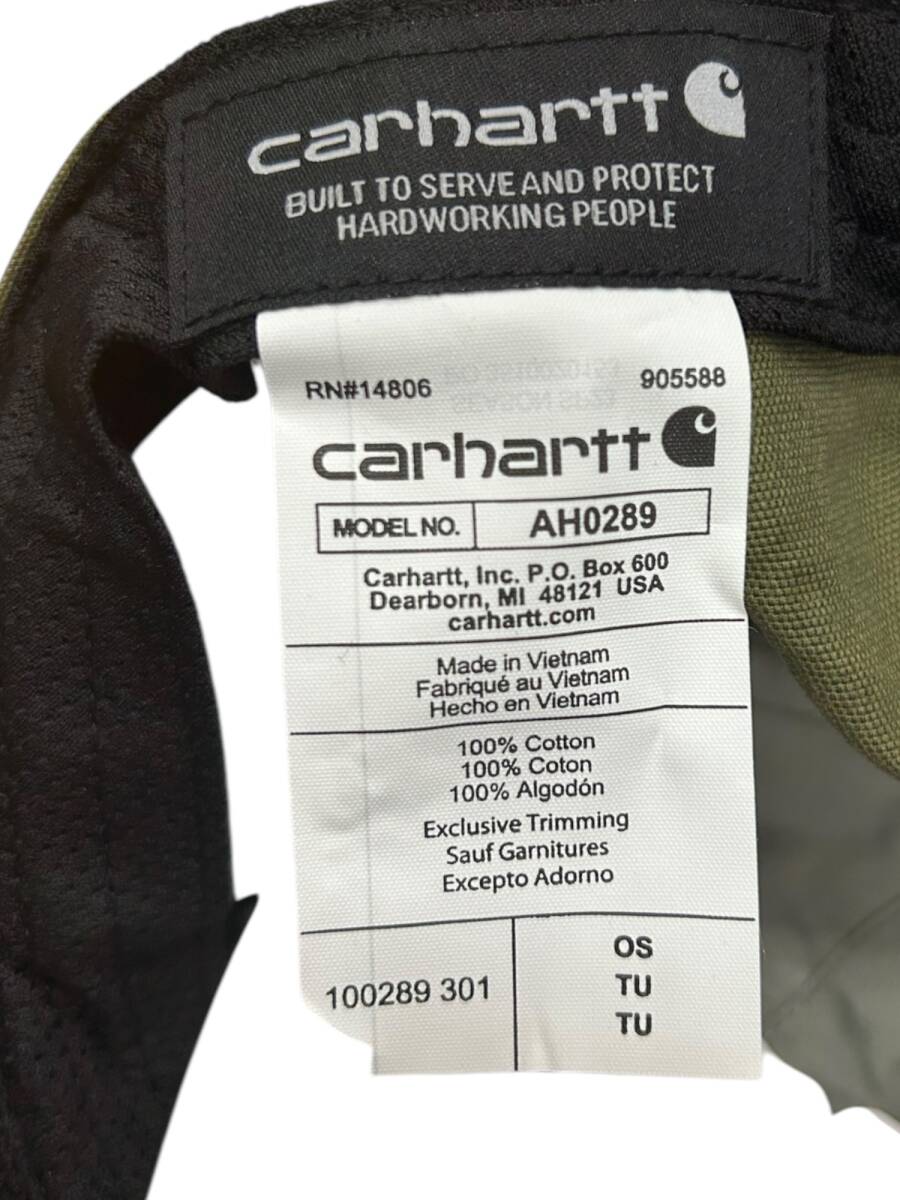 carhartt
BUILT TO SERVE AND PROTECT
HARDWORKING PEOPLE
RN#14806
905588
carhartt
MODEL NO.
AH0289
Carhartt, Inc. P.O. Box 600
Dearborn, MI 48121 USA
carhartt.com
Made in Vietnam
Fabriqué au Vietnam
Hecho en Vietnam
100% Cotton
100% Coton
100% Algodón
Exclusive Trimming
Sauf Garnitures
Excepto Adorno
100289 301
OS
TU
TU